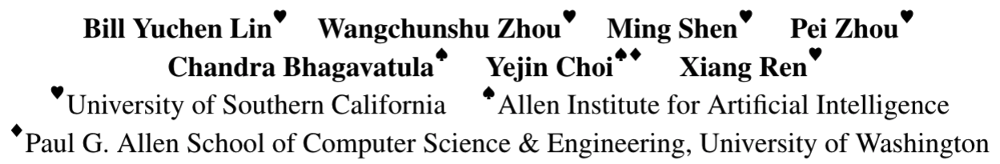 Bill Yuchen Lin♥ Wangchunshu Zhou♥ Ming Shen♥ Pei Zhou♥
Chandra Bhagavatula♠ Yejin Choi♠♦ Xiang Ren♥
♥University of Southern California ♠Allen Institute for Artificial Intelligence
♦Paul G. Allen School of Computer Science & Engineering, University of Washington